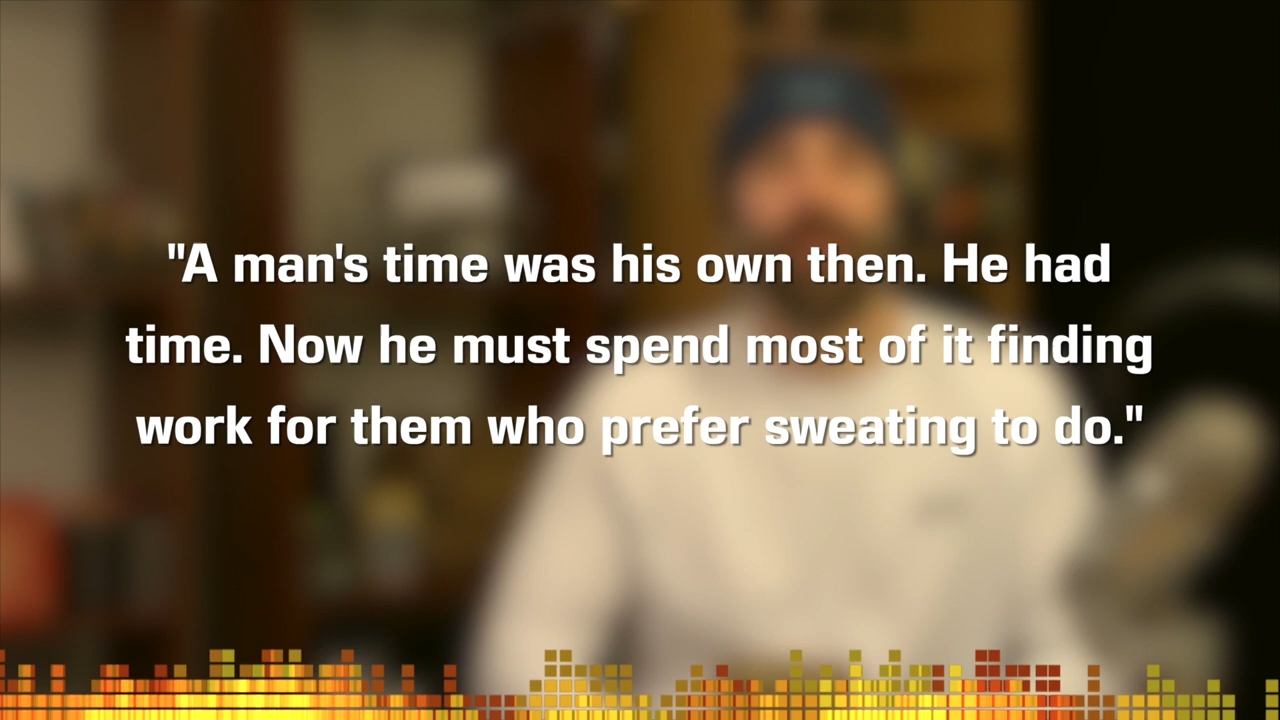 "A man's time was his own then. He had
time. Now he must spend most of it finding
work for them who prefer sweating to do."